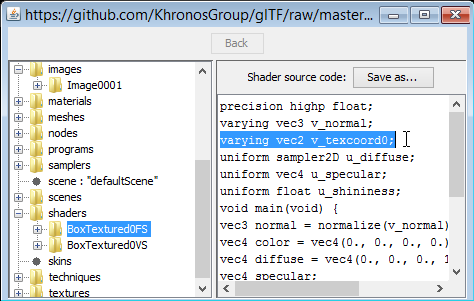 https://github.com/KhronosGroup/glTF/raw/master...
Back
images
Image0001
materials
meshes
nodes
programs
samplers
scene : "defaultScene"
scenes
shaders
BoxTextured0FS
BoxTextured0VS
skins
techniques
textures
Shader source code:
Save as...
precision highp float;
varying vec3 v_normal;
varying vec2 v_texcoord0;
uniform sampler2D u_diffuse;
uniform vec4 u_specular;
uniform float u_shininess;
void main(void) {
vec3 normal = normalize(v_normal)
vec4 color = vec4(0., 0., 0., 0.)
vec4 diffuse = vec4(0., 0., 0., 1
vec4 specular;